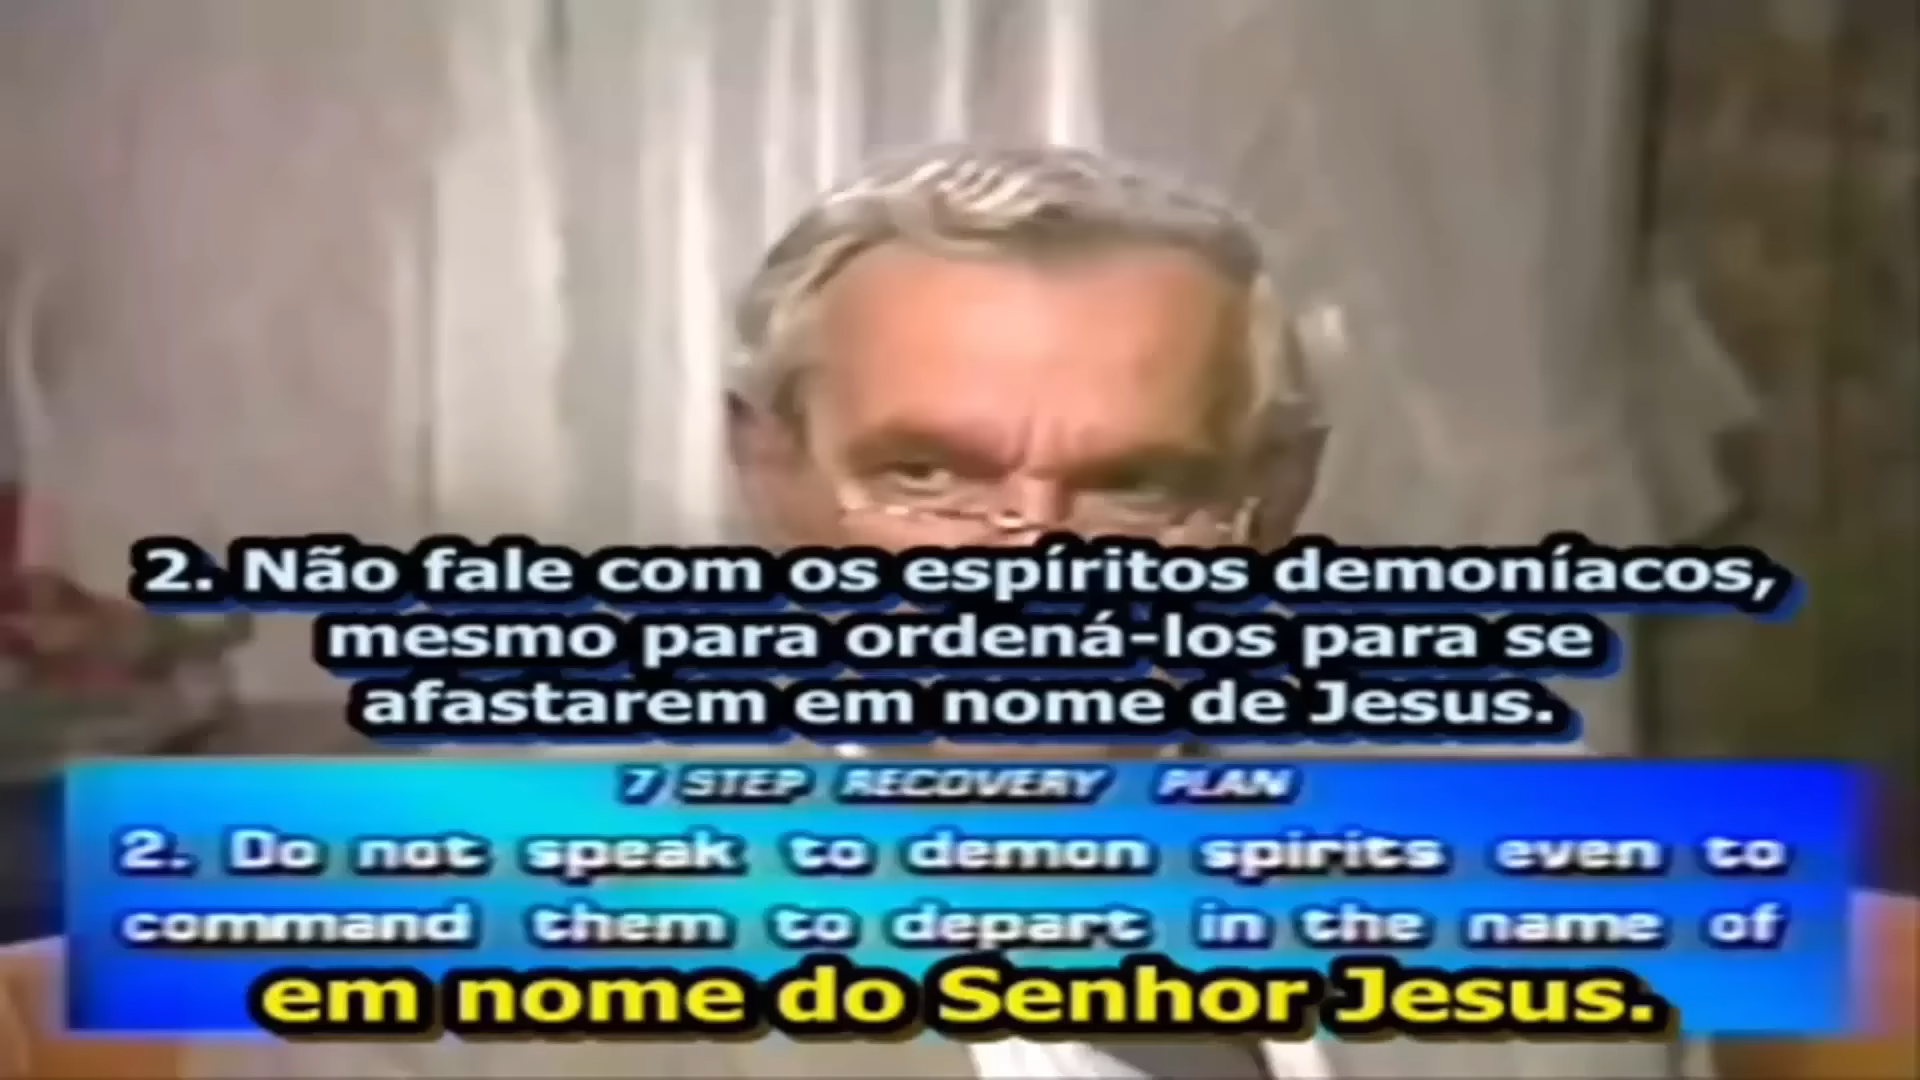 2. Não fale com os espíritos demoníacos,
mesmo para ordená-los para se
afastarem em nome de Jesus.
7 STEP RECOVERY PLAN
2. Do not speak to demon spirits even to
command them to depart in the name of
em nome do Senhor Jesus.